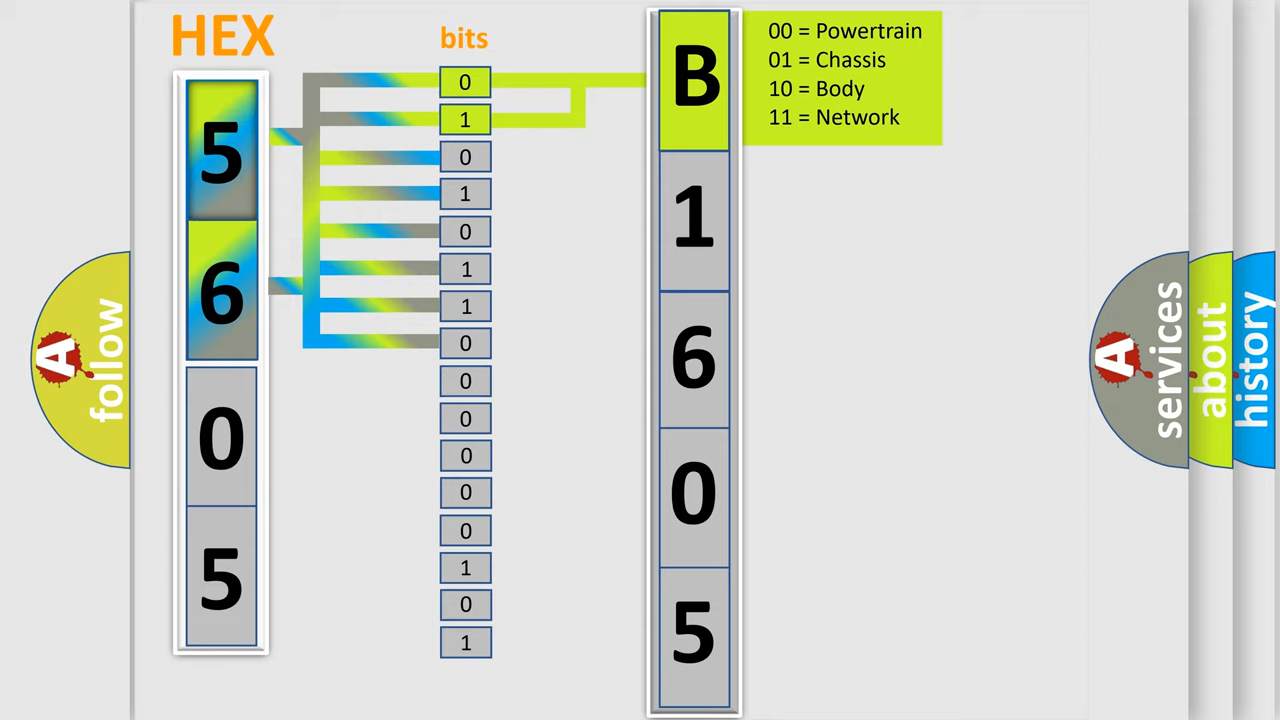 HEX
bits
5
6
0
5
0
1
0
1
0
1
1
0
0
0
0
0
0
1
0
1
B
1
6
0
5
00 = Powertrain
01 = Chassis
10 = Body
11 = Network
A
follow
A
services
about
history